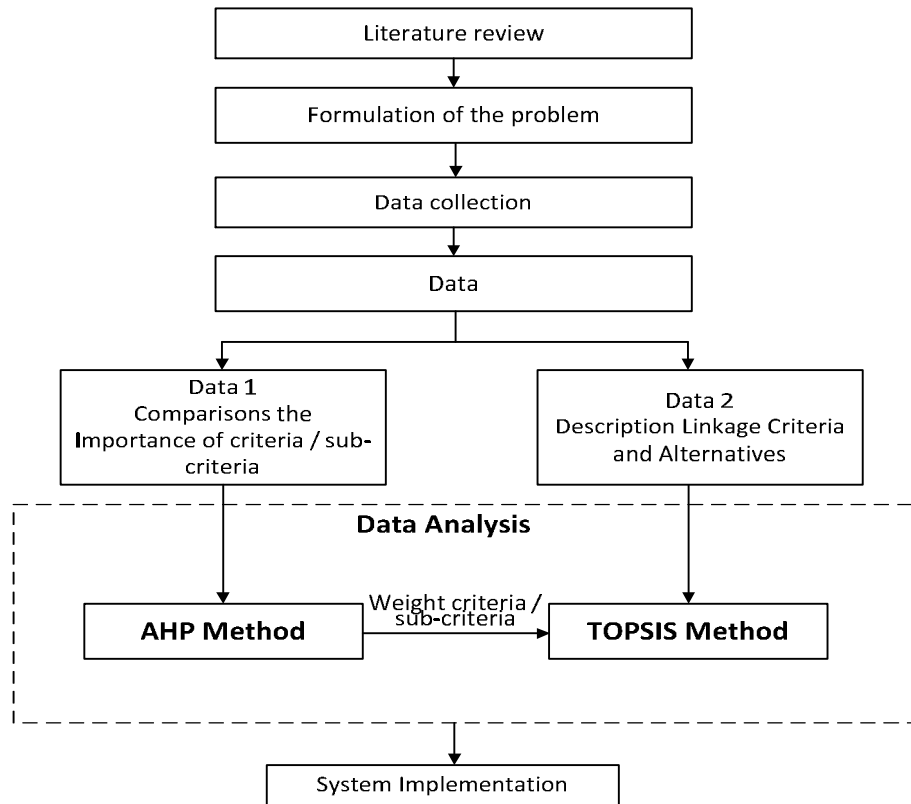 Literature review
Formulation of the problem
Data collection
Data
Data 1
Comparisons the
Importance of criteria / sub-
criteria
Data 2
Description Linkage Criteria
and Alternatives
Data Analysis
AHP Method
Weight criteria /
sub-criteria
TOPSIS Method
System Implementation